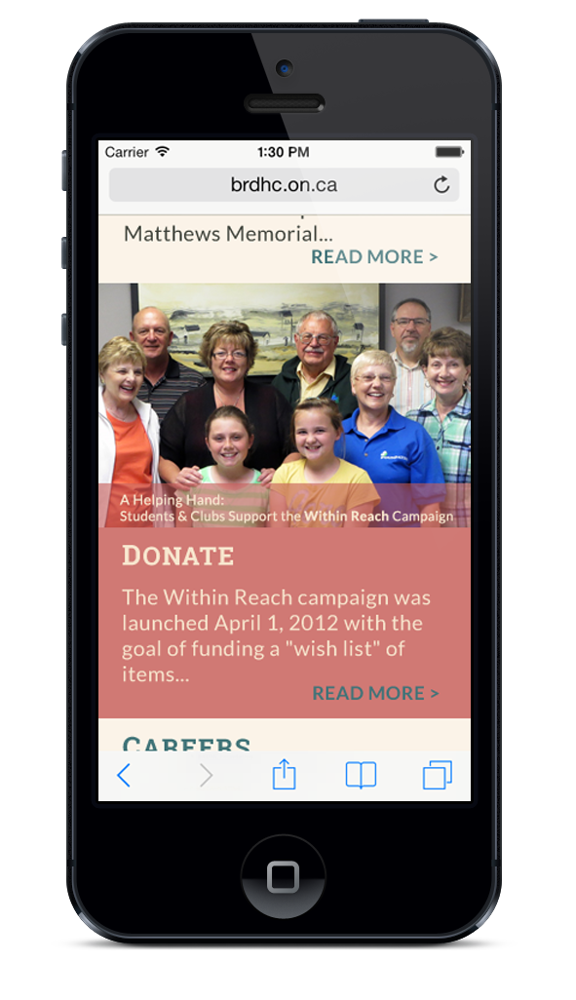 Carrier 1:30 PM
brdhc.on.ca
Matthews Memorial...
READ MORE >
A Helping Hand:
Students & Clubs Support the Within Reach Campaign
DONATE
The Within Reach campaign was
launched April 1, 2012 with the
goal of funding a "wish list" of
items...
READ MORE >
CAREERS